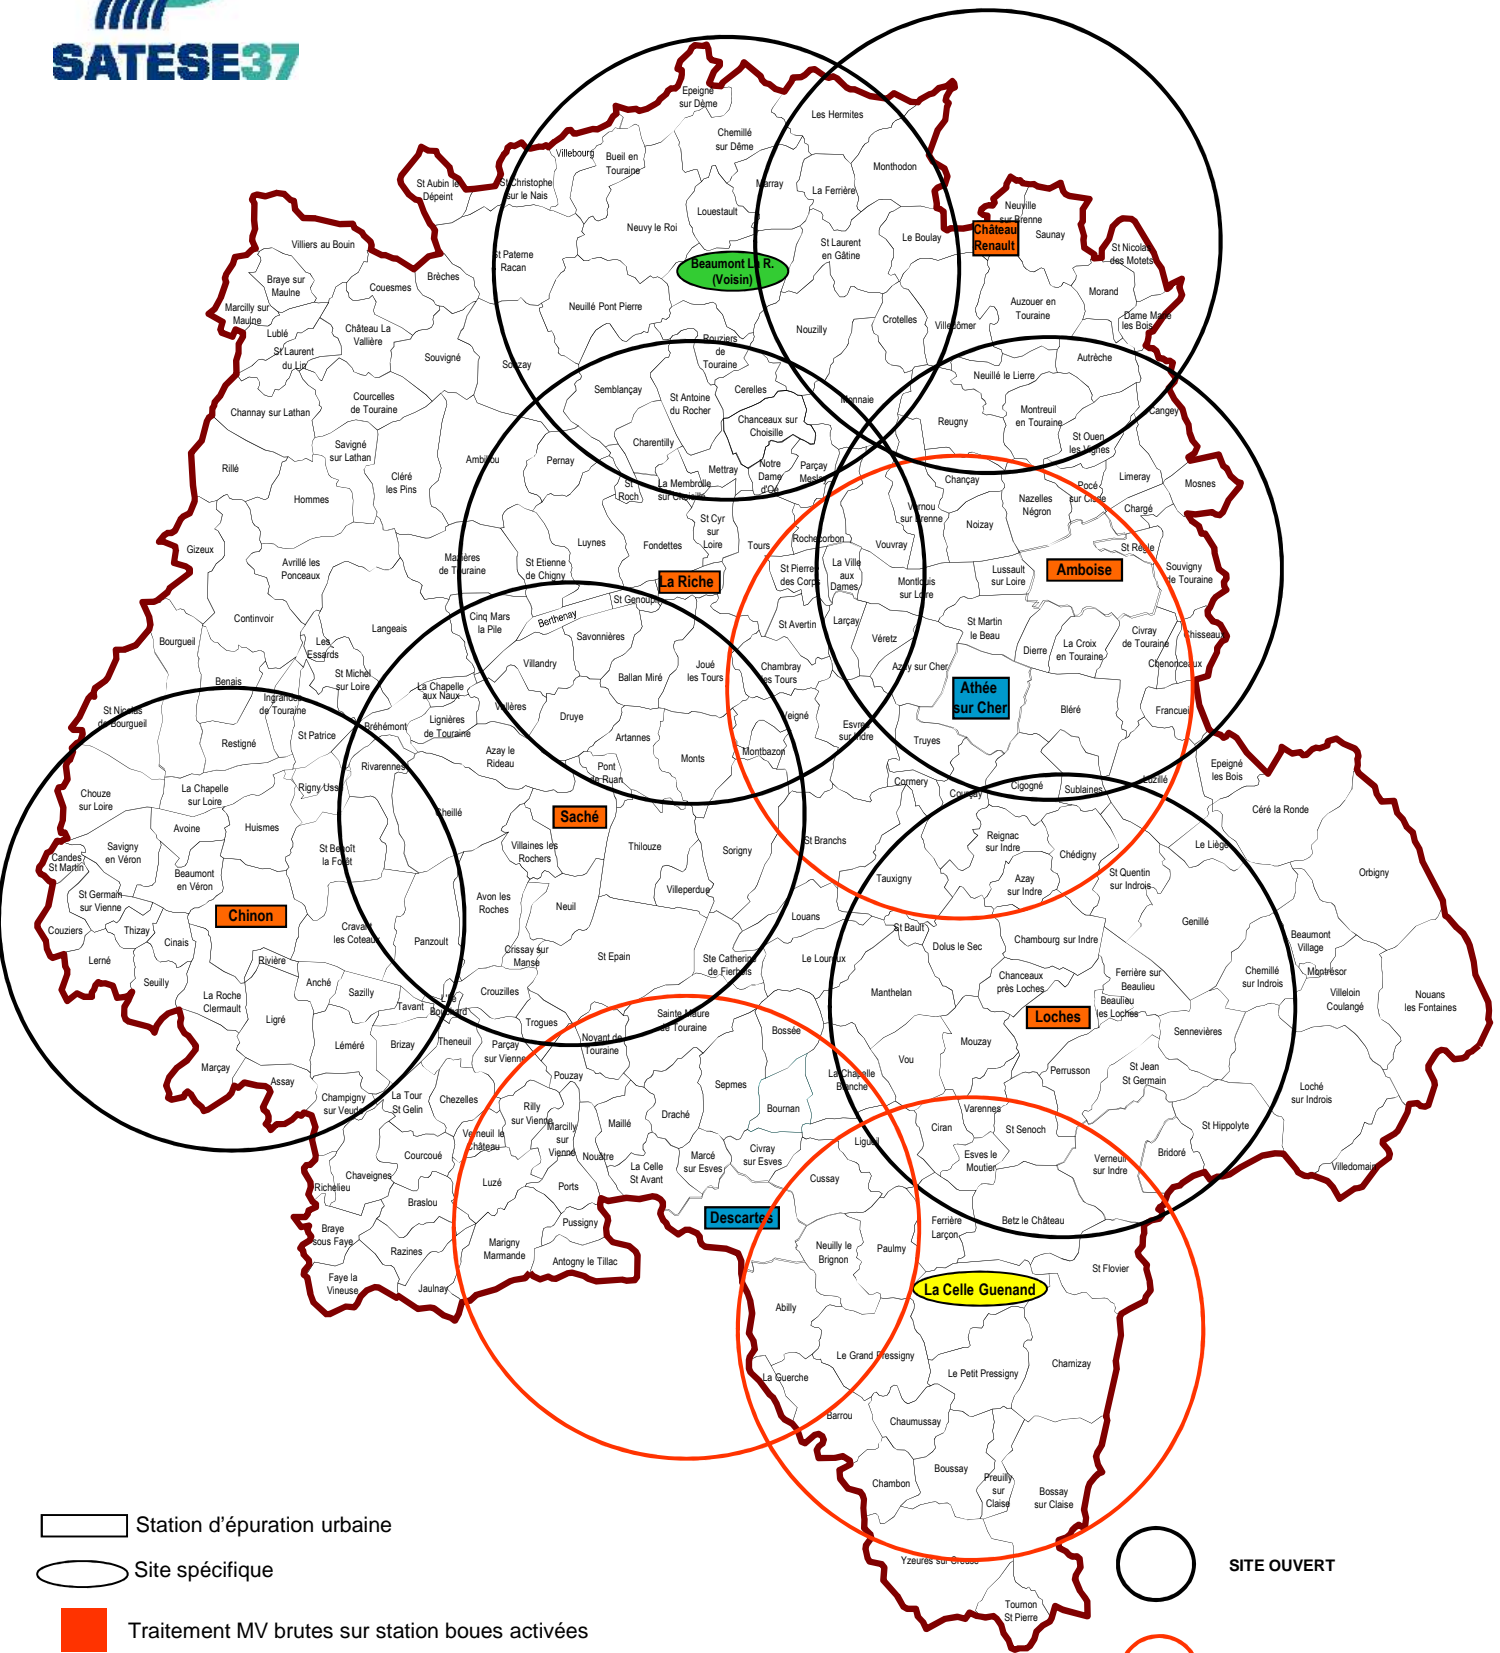 SATESE37
Epeigné
sur Dème
Les Hermites
Chemillé
sur Dême
Villebourg
Bueil en
Touraine
Monthodon
St Aubin le
Dépeint
St Christophe
sur le Nais
Marray
La Ferrière
Louestault
Neuville
sur Brenne
Neuvy le Roi
Château
Renault
Saunay
Villiers au Bouin
St Laurent
en Gâtine
Le Boulay
St Nicolas
des Motets
St Paterne
Racan
Beaumont La R.
(Voisin)
Brèches
Braye sur
Maulne
Couesmes
Morand
Marcilly sur
Maulne
Neuillé Pont Pierre
Auzouer en
Touraine
Dame Marie
les Bois
Lublé
Château La
Vallière
Nouzilly
Crotelles
Villedômer
St Laurent
du Lin
Souvigné
Sonzay
Rouziers
de
Touraine
Autrèche
Neuillé le Lierre
Semblançay
St Antoine
du Rocher
Cerelles
Courcelles
de Touraine
Monnaie
Channay sur Lathan
Chanceaux sur
Choisille
Reugny
Montreuil
en Touraine
Cangey
Savigné
sur Lathan
Charentilly
St Ouen
les Vignes
Ambillou
Pernay
Rillé
Cléré
les Pins
Mettray
Notre
Dame
d'Oe
Parçay
Meslay
Hommes
St
Roch
La Membrolle
sur Choisille
Chançay
Pocé
sur Cisse
Limeray
Mosnes
Nazelles
Négron
Vernou
sur Brenne
Noizay
Chargé
St Cyr
sur
Loire
Gizeux
Luynes
Fondettes
Tours
Rochecorbon
Vouvray
St Règle
Avrillé les
Ponceaux
Mazières
de Touraine
St Etienne
de Chigny
La Riche
St Pierre
des Corps
La Ville
aux
Dames
Montlouis
sur Loire
Lussault
sur Loire
Amboise
Souvigny
de Touraine
St Genouph
Continvoir
Langeais
Cinq Mars
la Pile
Berthenay
Savonnières
St Avertin
Larçay
Véretz
St Martin
le Beau
Bourgueil
Les
Essards
Dierre
La Croix
en Touraine
Civray
de Touraine
Chisseaux
Villandry
Joué
les Tours
Chambray
les Tours
Azay sur Cher
Chenonceaux
Benais
St Michel
sur Loire
Ballan Miré
La Chapelle
aux Naux
Athée
sur Cher
Ingrandes
de Touraine
Vallères
Bléré
Francueil
St Nicolas
de Bourgueil
Bréhémont
Lignières
de Touraine
Druye
Veigné
Esvres
sur Indre
Restigné
St Patrice
Artannes
Truyes
Azay le
Rideau
Monts
Montbazon
Rivarennes
Pont
de Ruan
Epeigné
les Bois
Chouze
sur Loire
La Chapelle
sur Loire
Rigny Ussé
Cormery
Courçay
Cigogné
Sublaines
Luzillé
Céré la Ronde
Avoine
Huismes
Cheillé
Saché
Savigny
en Véron
St Benoît
la Forêt
Villaines les
Rochers
Thilouze
Sorigny
St Branchs
Reignac
sur Indre
Chédigny
Le Liège
Candes
St Martin
Beaumont
en Véron
Orbigny
St Germain
sur Vienne
Villeperdue
Tauxigny
Azay
sur Indre
St Quentin
sur Indrois
Avon les
Roches
Neuil
Chinon
Louans
Genillé
Couziers
Thizay
Cinais
Cravant
les Coteaux
Panzoult
St Bault
Dolus le Sec
Chambourg sur Indre
Beaumont
Village
Lerné
Rivière
Crissay sur
Manse
St Epain
Ste Catherine
de Fierbois
Le Louroux
Montrésor
Seuilly
Anché
Chanceaux
près Loches
Ferrière sur
Beaulieu
Chemillé
sur Indrois
La Roche
Clermault
Sazilly
Tavant
L'Ile
Bouchard
Crouzilles
Manthelan
Villeloin
Coulangé
Nouans
les Fontaines
Beaulieu
les Loches
Loches
Ligré
Trogues
Sainte Maure
de Touraine
Bossée
Sennevières
Léméré
Brizay
Theneuil
Parçay
sur Vienne
Noyant de
Touraine
Mouzay
Vou
Marçay
Assay
Pouzay
La Chapelle
Blanche
Perrusson
St Jean
St Germain
Sepmes
Loché
sur Indrois
Champigny
sur Veude
La Tour
St Gelin
Chezelles
Rilly
sur Vienne
Draché
Bournan
Varennes
Maillé
Marcilly
sur
Vienne
Ciran
St Senoch
St Hippolyte
Verneuil le
Château
Ligueil
Courcoué
Nouâtre
Marcé
sur Esves
Civray
sur Esves
Esves le
Moutier
Verneuil
sur Indre
Bridoré
Villedomain
Chaveignes
La Celle
St Avant
Cussay
Luzé
Ports
Richelieu
Braslou
Descartes
Pussigny
Ferrière
Larçon
Betz le Château
Braye
sous Faye
Razines
Marigny
Marmande
Neuilly le
Brignon
Paulmy
Antogny le Tillac
St Flovier
Faye la
Vineuse
Jaulnay
La Celle Guenand
Abilly
Le Grand Pressigny
Charnizay
La Guerche
Le Petit Pressigny
Barrou
Chaumussay
Boussay
Chambon
Preuilly
sur
Claise
Bossay
sur Claise
Yzeures sur Creuse
Tournon
St Pierre
Station d'épuration urbaine
Site spécifique
Traitement MV brutes sur station boues activées
SITE OUVERT